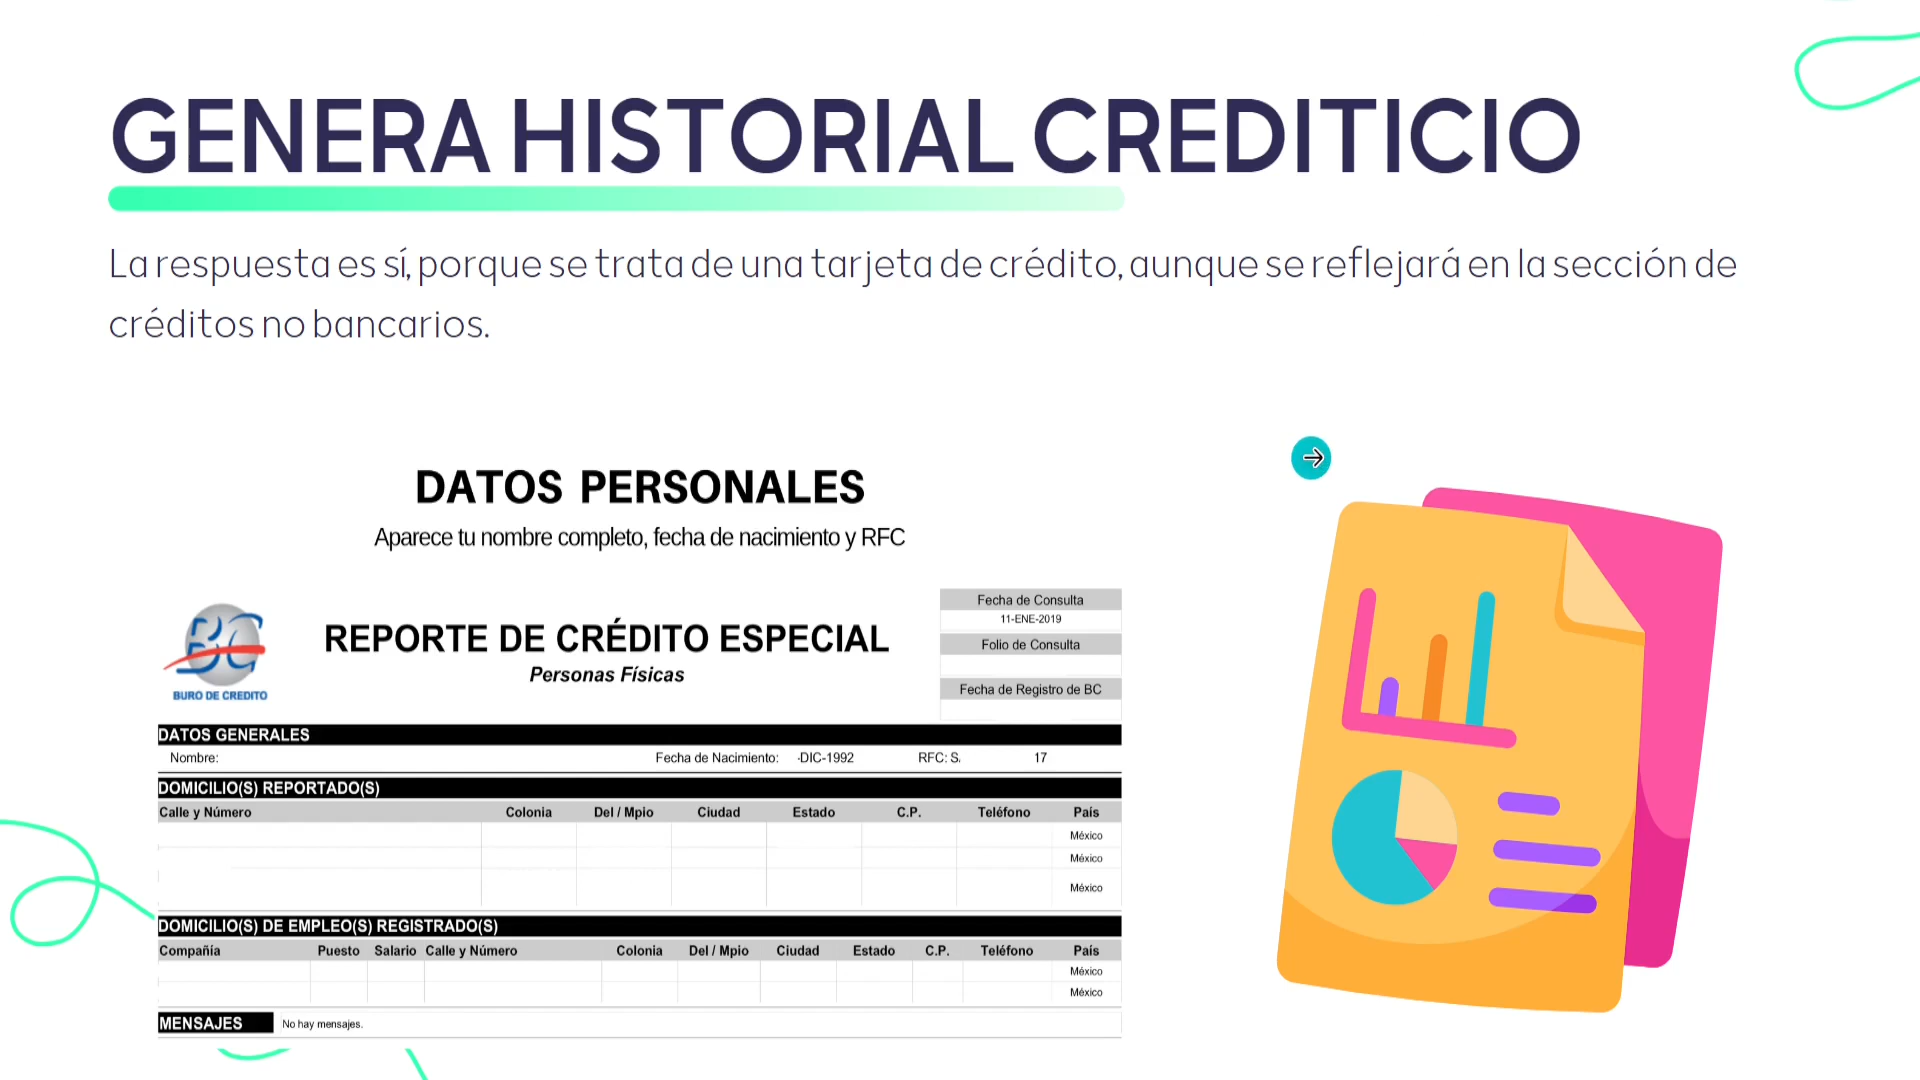 GENERA HISTORIAL CREDITICIO
La respuesta es sí, porque se trata de una tarjeta de crédito, aunque se reflejará en la sección de
créditos no bancarios.
DATOS PERSONALES
Aparece tu nombre completo, fecha de nacimiento y RFC
BC
BURO DE CREDITO
REPORTE DE CRÉDITO ESPECIAL
Personas Físicas
Fecha de Consulta
11-ENE-2019
Folio de Consulta
Fecha de Registro de BC
DATOS GENERALES
Nombre: Fecha de Nacimiento: -DIC-1992 RFC: S. 17
DOMICILIO(S) REPORTADO(S)
Calle y Número Colonia Del / Mpio Ciudad Estado C.P. Teléfono País
México
México
México
DOMICILIO(S) DE EMPLEO(S) REGISTRADO(S)
Compañía Puesto Salario Calle y Número Colonia Del / Mpio Ciudad Estado C.P. Teléfono País
México
México
MENSAJES No hay mensajes.